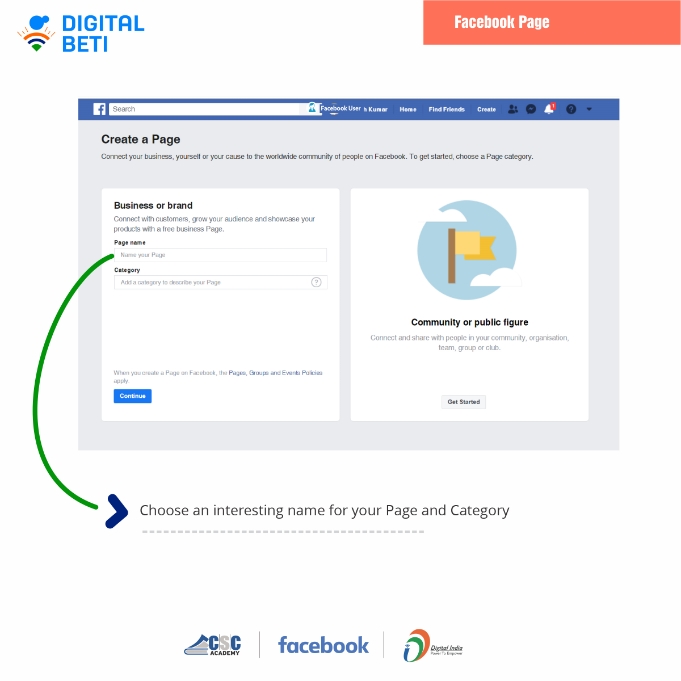 DIGITAL
BETI
Facebook Page
Search
Facebook User
k Kumar
Home
Find Friends
Create
1
?
Create a Page
Connect your business, yourself or your cause to the worldwide community of people on Facebook. To get started, choose a Page category.
Business or brand
Connect with customers, grow your audience and showcase your
products with a free business Page.
Page name
Name your Page
Category
Add a category to describe your Page
?
When you create a Page on Facebook, the Pages, Groups and Events Policies
apply
Continue
Community or public figure
Connect and share with people in your community, organisation,
team, group or club.
Get Started
Choose an interesting name for your Page and Category
CSC
ACADEMY
facebook
Digital India
Power To Empower